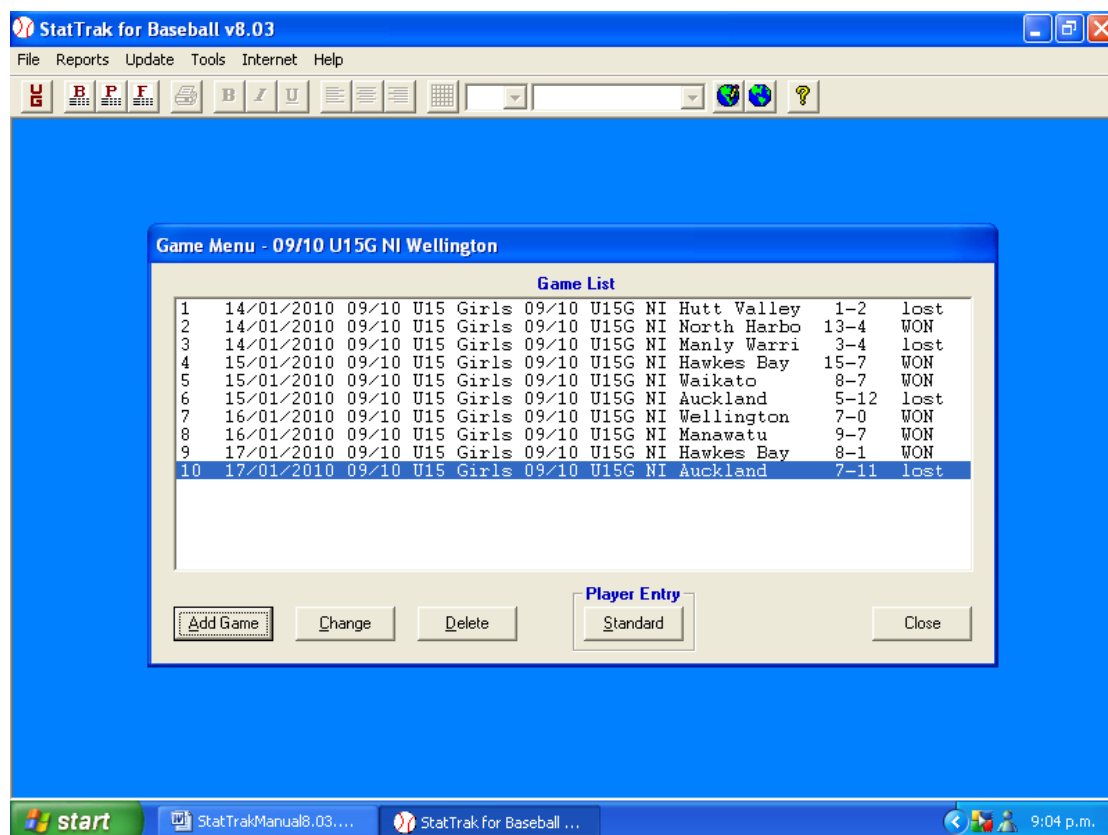 StatTrak for Baseball v8.03
File Reports Update Tools Internet Help
U G B P F B I U ?
Game Menu - 09/10 U15G NI Wellington
Game List
1 14/01/2010 09/10 U15 Girls 09/10 U15G NI Hutt Valley 1-2 lost
2 14/01/2010 09/10 U15 Girls 09/10 U15G NI North Harbo 13-4 WON
3 14/01/2010 09/10 U15 Girls 09/10 U15G NI Manly Warri 3-4 lost
4 15/01/2010 09/10 U15 Girls 09/10 U15G NI Hawkes Bay 15-7 WON
5 15/01/2010 09/10 U15 Girls 09/10 U15G NI Waikato 8-7 WON
6 15/01/2010 09/10 U15 Girls 09/10 U15G NI Auckland 5-12 lost
7 16/01/2010 09/10 U15 Girls 09/10 U15G NI Wellington 7-0 WON
8 16/01/2010 09/10 U15 Girls 09/10 U15G NI Manawatu 9-7 WON
9 17/01/2010 09/10 U15 Girls 09/10 U15G NI Hawkes Bay 8-1 WON
10 17/01/2010 09/10 U15 Girls 09/10 U15G NI Auckland 7-11 lost
Player Entry
Add Game Change Delete Standard Close
start StatTrakManual8.03.... StatTrak for Baseball ... 9:04 p.m.